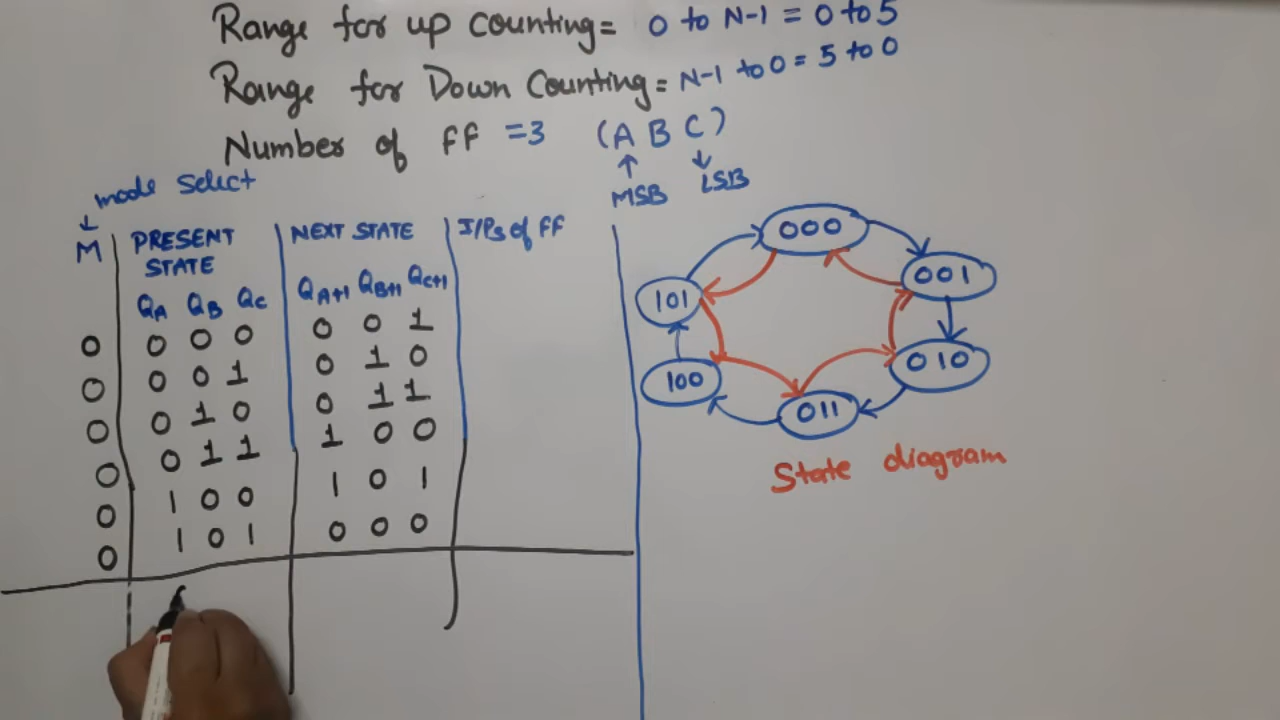 Range for up counting= 0 to N-1 = 0 to 5
Range for Down Counting= N-1 to 0 = 5 to 0
Number of FF =3 (A B C)
MSB LSB
mode select
M PRESENT STATE NEXT STATE I/Ps of FF
QA QB QC QA+1 QB+1 QC+1
0 0 0 0 0 0 1
0 0 0 1 0 1 0
0 0 1 0 0 1 1
0 0 1 1 1 0 0
0 1 0 0 1 0 1
0 1 0 1 0 0 0
000
001
010
011
100
101
State diagram